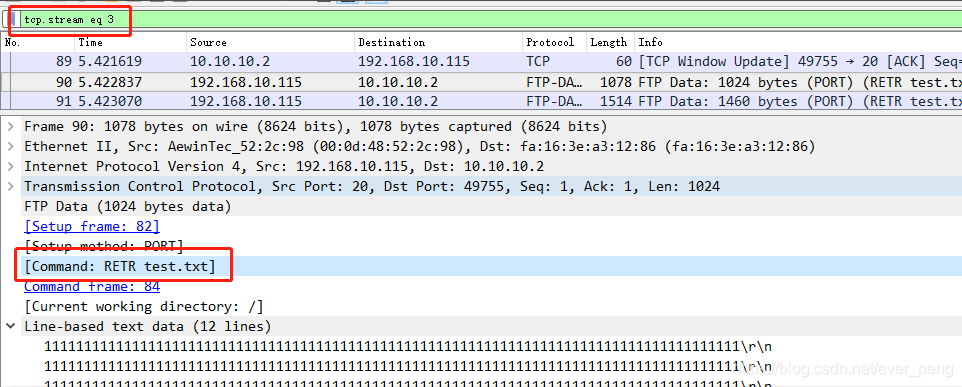 tcp.stream eq 3
No. Time Source Destination Protocol Length Info
89 5.421619 10.10.10.2 192.168.10.115 TCP 60 [TCP Window Update] 49755 → 20 [ACK] Seq=
90 5.422837 192.168.10.115 10.10.10.2 FTP-DA… 1078 FTP Data: 1024 bytes (PORT) (RETR test.tx
91 5.423070 192.168.10.115 10.10.10.2 FTP-DA… 1514 FTP Data: 1460 bytes (PORT) (RETR test.tx
Frame 90: 1078 bytes on wire (8624 bits), 1078 bytes captured (8624 bits)
Ethernet II, Src: AewinTec_52:2c:98 (00:0d:48:52:2c:98), Dst: fa:16:3e:a3:12:86 (fa:16:3e:a3:12:86)
Internet Protocol Version 4, Src: 192.168.10.115, Dst: 10.10.10.2
Transmission Control Protocol, Src Port: 20, Dst Port: 49755, Seq: 1, Ack: 1, Len: 1024
FTP Data (1024 bytes data)
[Setup frame: 82]
[Setup method: PORT]
[Command: RETR test.txt]
Command frame: 84
[Current working directory: /]
Line-based text data (12 lines)
111111111111111111111111111111111111111111111111111111111111111111111111111111111111\r\n
111111111111111111111111111111111111111111111111111111111111111111111111111111111111\r\n
https://blog.csdn.net/ever_peng